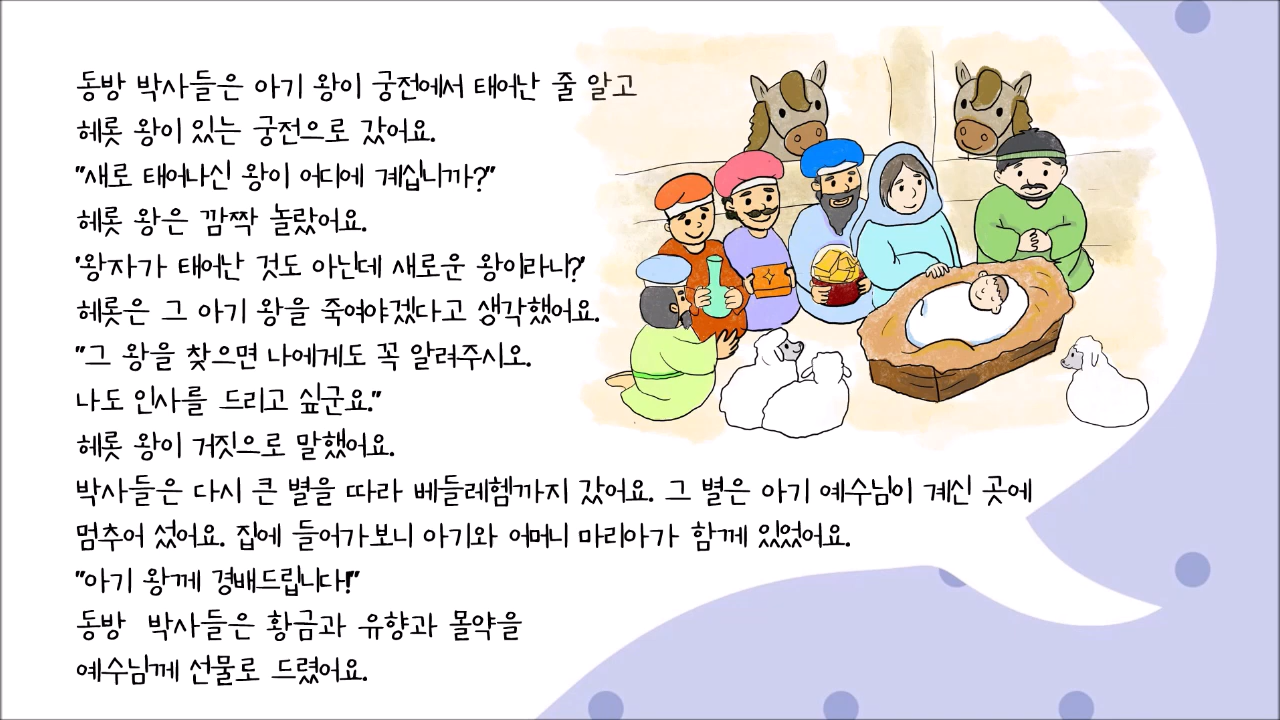 동방 박사들은 아기 왕이 궁전에서 태어난 줄 알고
헤롯 왕이 있는 궁전으로 갔어요.
"새로 태어나신 왕이 어디에 계십니까?"
헤롯 왕은 깜짝 놀랐어요.
'왕자가 태어난 것도 아닌데 새로운 왕이라니?'
헤롯은 그 아기 왕을 죽여야겠다고 생각했어요.
"그 왕을 찾으면 나에게도 꼭 알려주시오.
나도 인사를 드리고 싶군요."
헤롯 왕이 거짓으로 말했어요.
박사들은 다시 큰 별을 따라 베들레헴까지 갔어요. 그 별은 아기 예수님이 계신 곳에
멈추어 섰어요. 집에 들어가보니 아기와 어머니 마리아가 함께 있었어요.
"아기 왕께 경배드립니다!"
동방 박사들은 황금과 유향과 몰약을
예수님께 선물로 드렸어요.